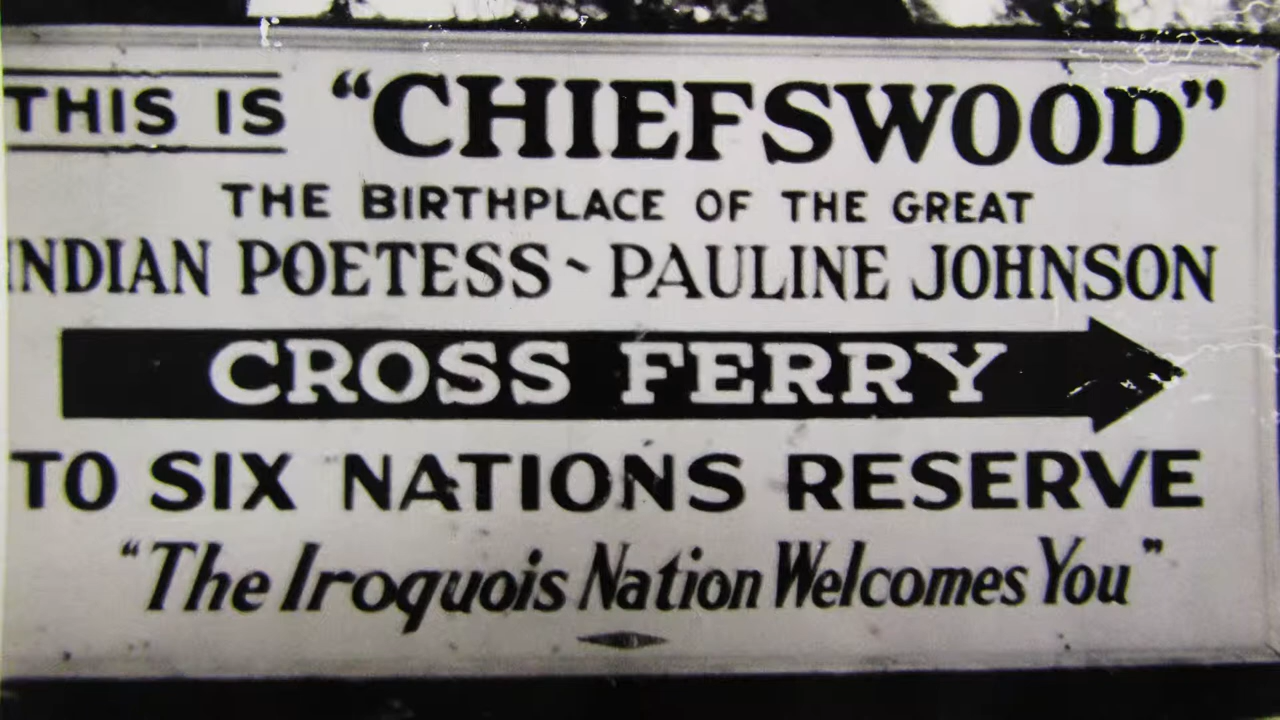 THIS IS "CHIEFSWOOD"
THE BIRTHPLACE OF THE GREAT
INDIAN POETESS ~ PAULINE JOHNSON
CROSS FERRY
TO SIX NATIONS RESERVE
"The Iroquois Nation Welcomes You"